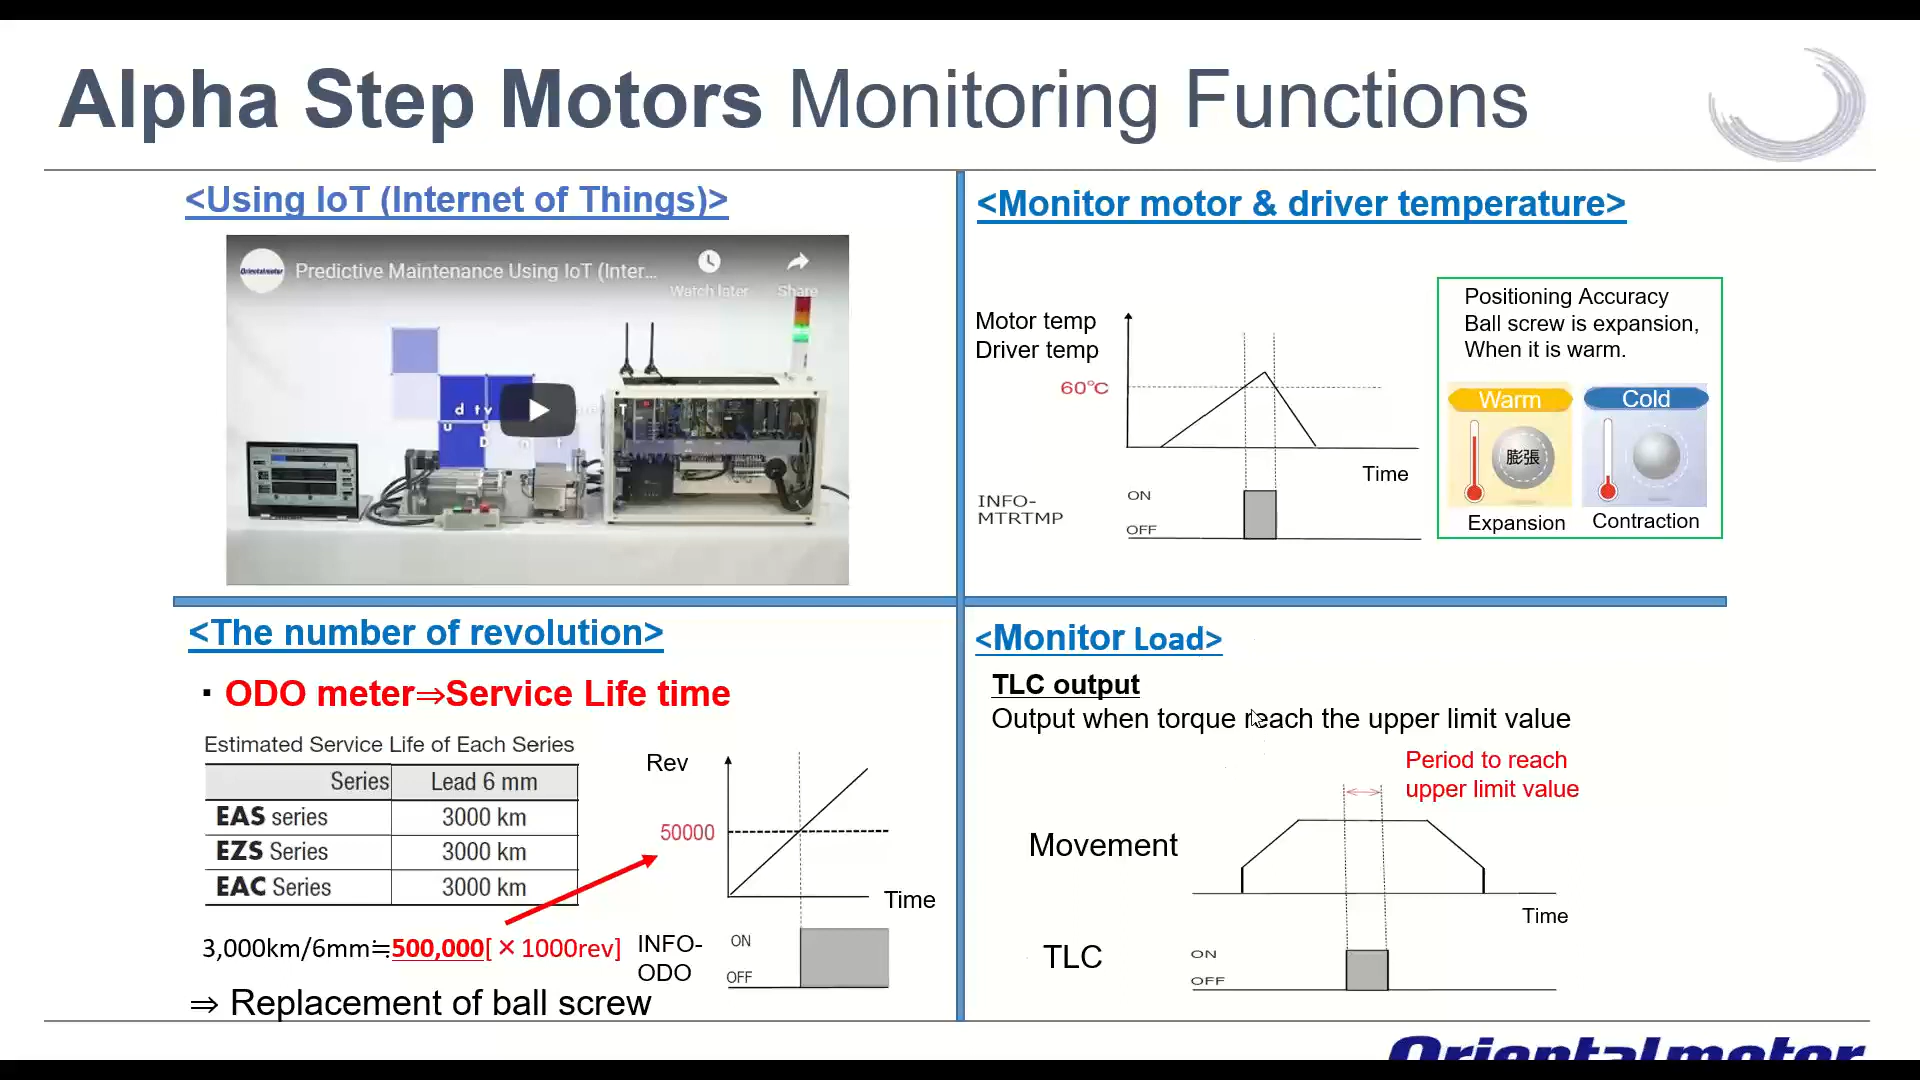 Alpha Step Motors Monitoring Functions
<Using IoT (Internet of Things)>
Orientalmotor
Predictive Maintenance Using IoT (Inter...
Watch later
Share
<Monitor motor & driver temperature>
Motor temp
Driver temp
60℃
Time
INFO-
MTRTMP
ON
OFF
Positioning Accuracy
Ball screw is expansion,
When it is warm.
Warm
Cold
膨張
Expansion
Contraction
<The number of revolution>
▪ ODO meter⇒Service Life time
Estimated Service Life of Each Series
Series Lead 6 mm
EAS series 3000 km
EZS Series 3000 km
EAC Series 3000 km
3,000km/6mm≒500,000[×1000rev]
⇒ Replacement of ball screw
Rev
50000
Time
INFO-
ODO
ON
OFF
<Monitor Load>
TLC output
Output when torque reach the upper limit value
Period to reach
upper limit value
Movement
Time
TLC
ON
OFF
Orientalmotor